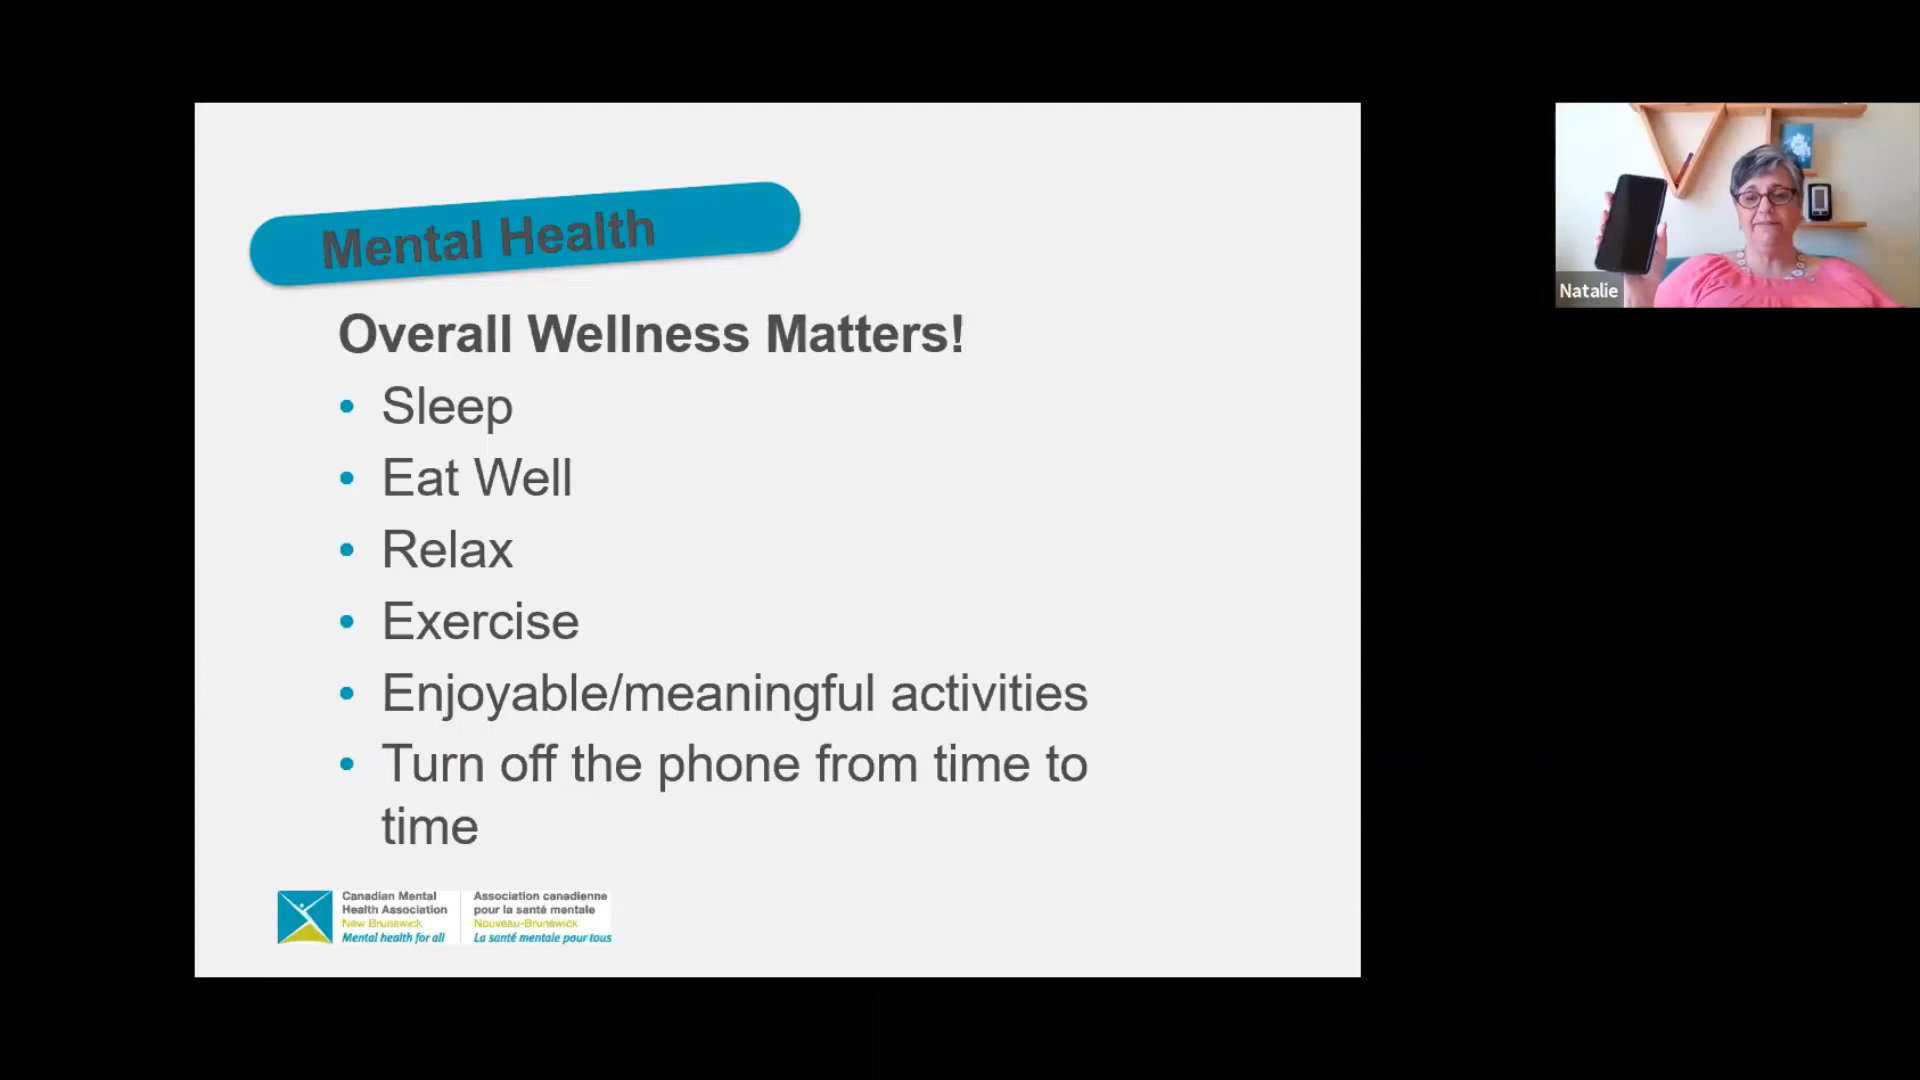 Mental Health
Overall Wellness Matters!
• Sleep
• Eat Well
• Relax
• Exercise
• Enjoyable/meaningful activities
• Turn off the phone from time to
time
Canadian Mental
Health Association
New Brunswick
Mental health for all
Association canadienne
pour la santé mentale
Nouveau-Brunswick
La santé mentale pour tous
Natalie